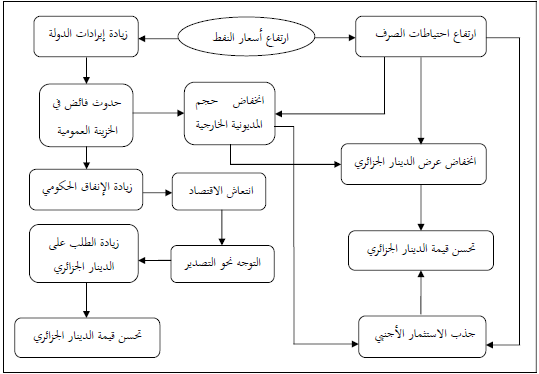 ارتفاع احتياطات الصرف
ارتفاع أسعار النفط
زيادة إيرادات الدولة
انخفاض حجم
المديونية الخارجية
حدوث فائض في
الخزينة العمومية
انخفاض عرض الدينار الجزائري
انتعاش الاقتصاد
زيادة الإنفاق الحكومي
تحسن قيمة الدينار الجزائري
التوجه نحو التصدير
زيادة الطلب على
الدينار الجزائري
جذب الاستثمار الأجنبي
تحسن قيمة الدينار الجزائري